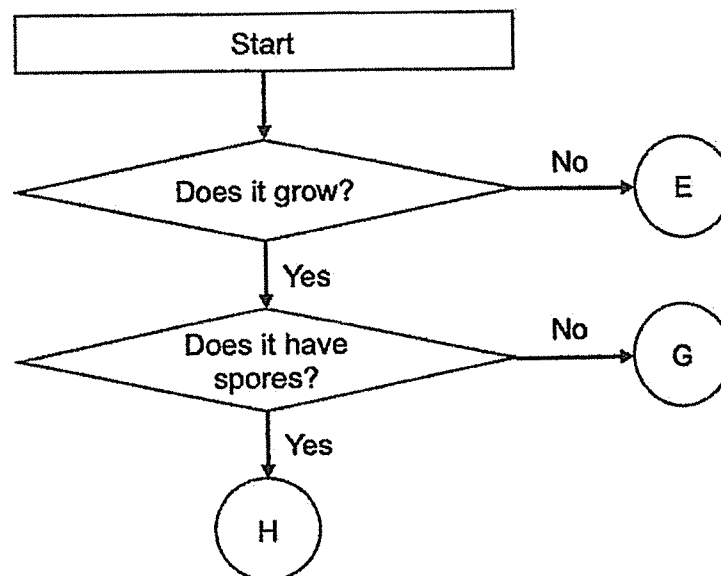 Start
Does it grow?
No
E
Yes
Does it have
spores?
No
G
Yes
H